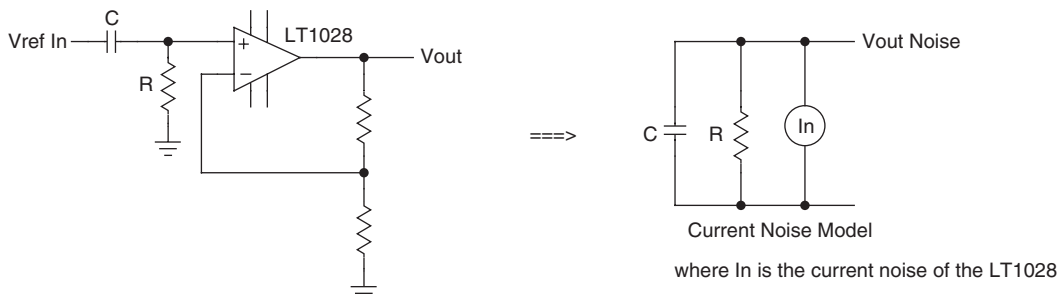 C
Vref In
LT1028
+
−
Vout
R
===>
Vout Noise
C
R
In
Current Noise Model
where In is the current noise of the LT1028